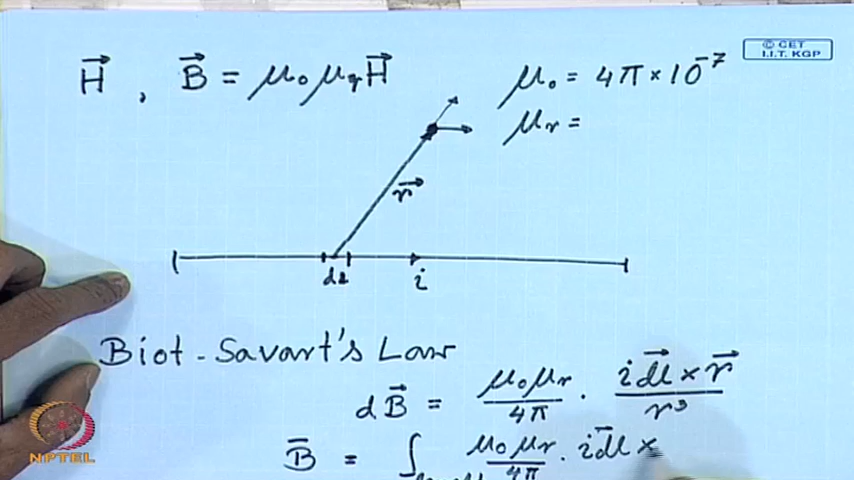 H⃗ , B⃗ = μ₀μᵣH⃗
μ₀ = 4π×10⁻⁷
© CET
I.I.T. KGP
μᵣ =
r⃗
dl
i
Biot-Savart's Law
dB⃗ = μ₀μᵣ/4π · i dl⃗ × r⃗ / r³
B̄ = ∫ μ₀μᵣ/4π · i dl⃗ ×
NPTEL